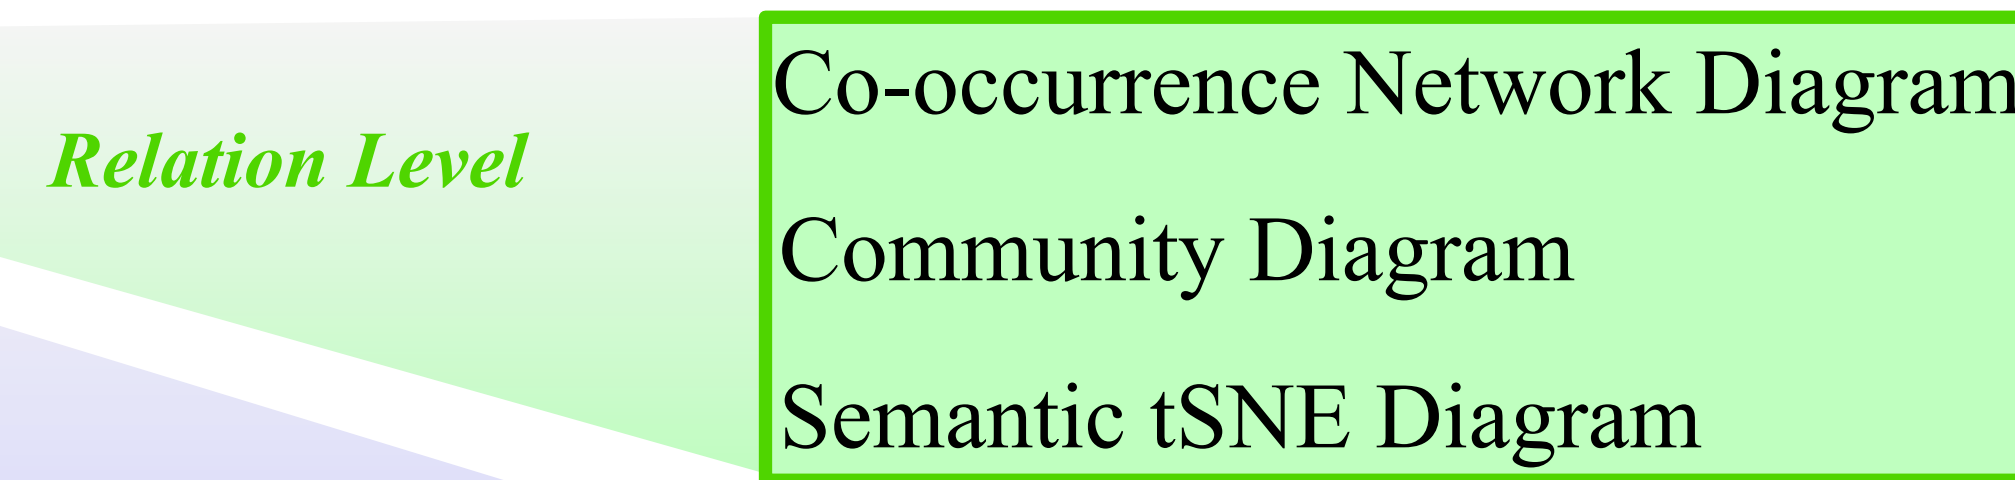 Relation Level
Co-occurrence Network Diagram
Community Diagram
Semantic tSNE Diagram